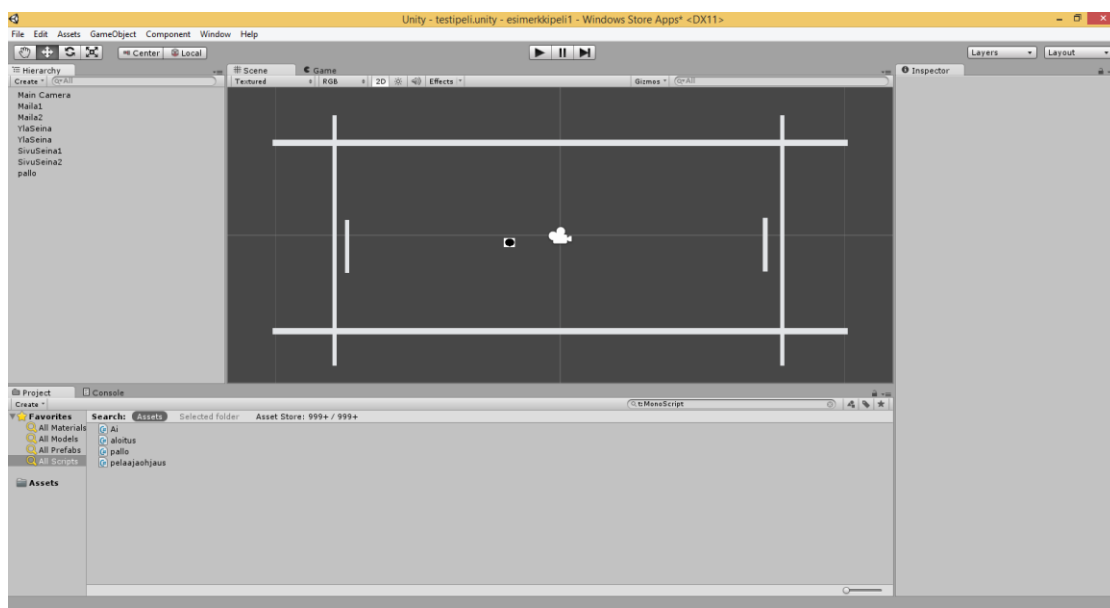 Unity - testipeli.unity - esimerkkipeli1 - Windows Store Apps* <DX11>
File Edit Assets GameObject Component Window Help
Center Local Layers Layout
Hierarchy
Create All
Main Camera
Maila1
Maila2
YlaSeina
YlaSeina
SivuSeina1
SivuSeina2
pallo
Scene Game
Textured RGB 2D Effects Gizmos All
Inspector
Project Console
Create t:MonoScript
Favorites
All Materials
All Models
All Prefabs
All Scripts
Assets
Search: Assets Selected folder Asset Store: 999+ / 999+
Ai
aloitus
pallo
pelaajaohjaus